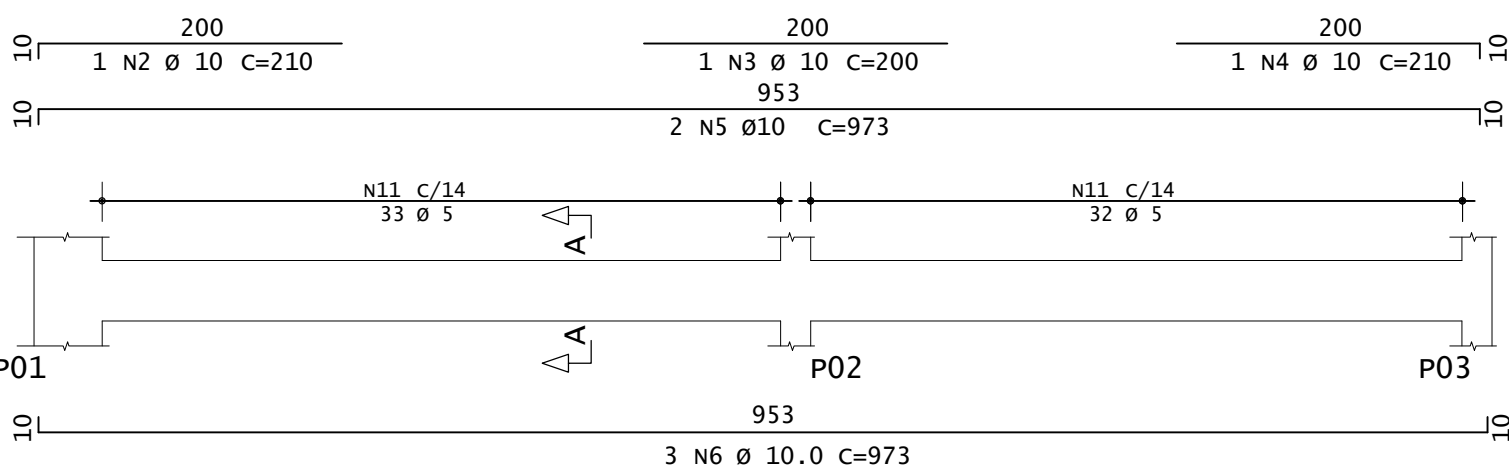 200 200 200
10 10
1 N2 Ø 10 C=210 1 N3 Ø 10 C=200 1 N4 Ø 10 C=210
953
10 10
2 N5 Ø10 C=973
N11 C/14 N11 C/14
33 Ø 5 32 Ø 5
A
A
P01 P02 P03
953
10 10
3 N6 Ø 10.0 C=973